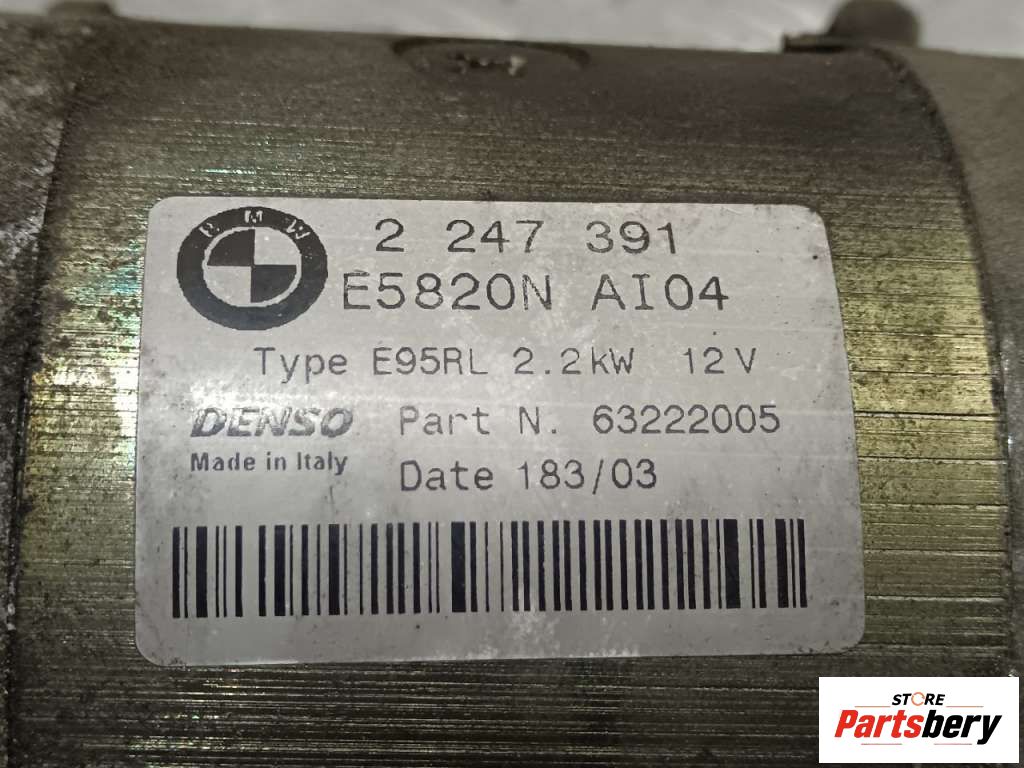 BMW
2 247 391
E5820N AI04
Type E95RL 2.2kW 12V
DENSO Part N. 63222005
Made in Italy
Date 183/03
STORE
Partsbery